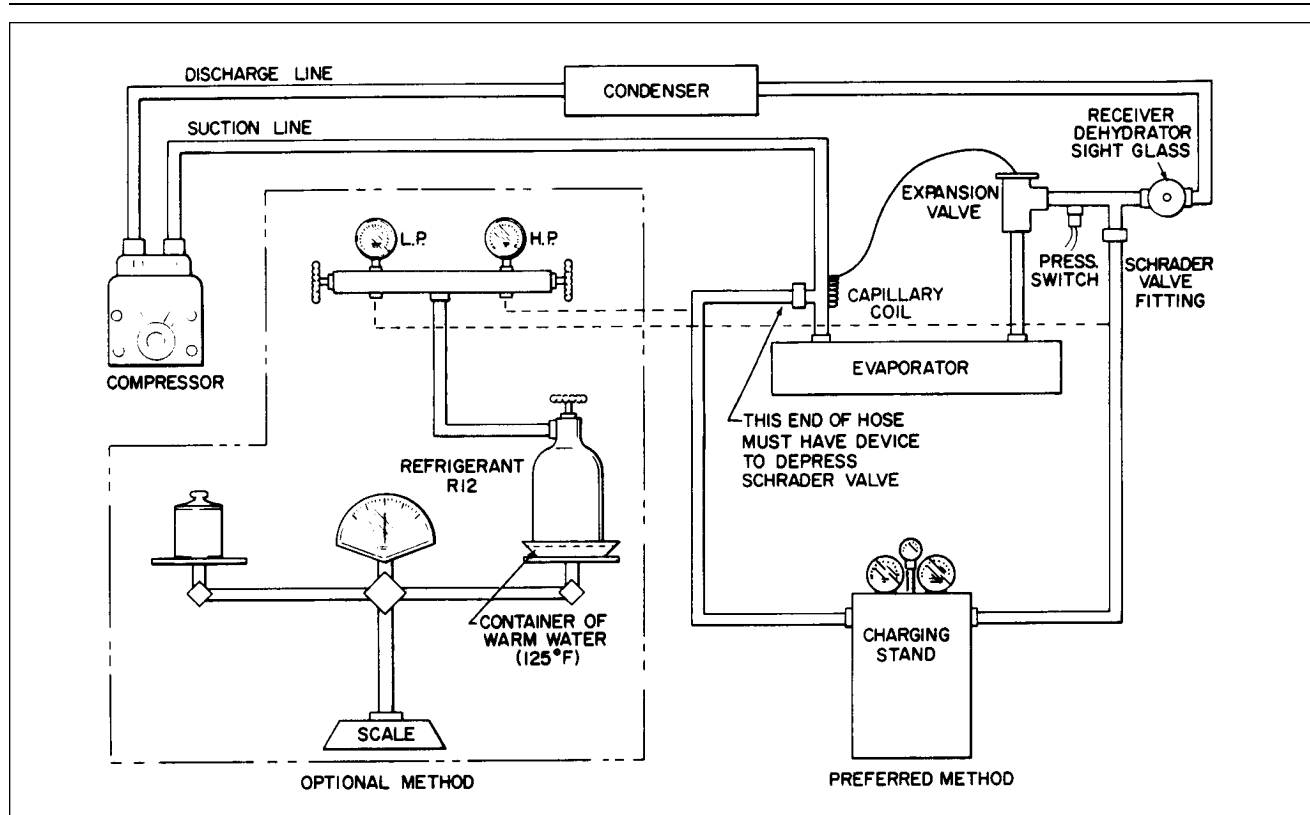 DISCHARGE LINE
CONDENSER
SUCTION LINE
RECEIVER
DEHYDRATOR
SIGHT GLASS
EXPANSION
VALVE
L.P.
H.P.
PRESS.
SWITCH
SCHRADER
VALVE
FITTING
CAPILLARY
COIL
COMPRESSOR
EVAPORATOR
THIS END OF HOSE
MUST HAVE DEVICE
TO DEPRESS
SCHRADER VALVE
REFRIGERANT
R12
CONTAINER OF
WARM WATER
(125°F)
CHARGING
STAND
SCALE
OPTIONAL METHOD
PREFERRED METHOD